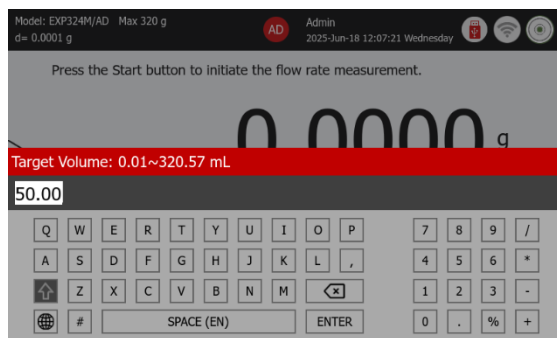 Model: EXP324M/AD Max 320 g
d= 0.0001 g
AD
Admin
2025-Jun-18 12:07:21 Wednesday
Press the Start button to initiate the flow rate measurement.
0.0000 g
Target Volume: 0.01~320.57 mL
50.00
Q W E R T Y U I O P 7 8 9 /
A S D F G H J K L , 4 5 6 *
Z X C V B N M 1 2 3 -
# SPACE (EN) ENTER 0 . % +